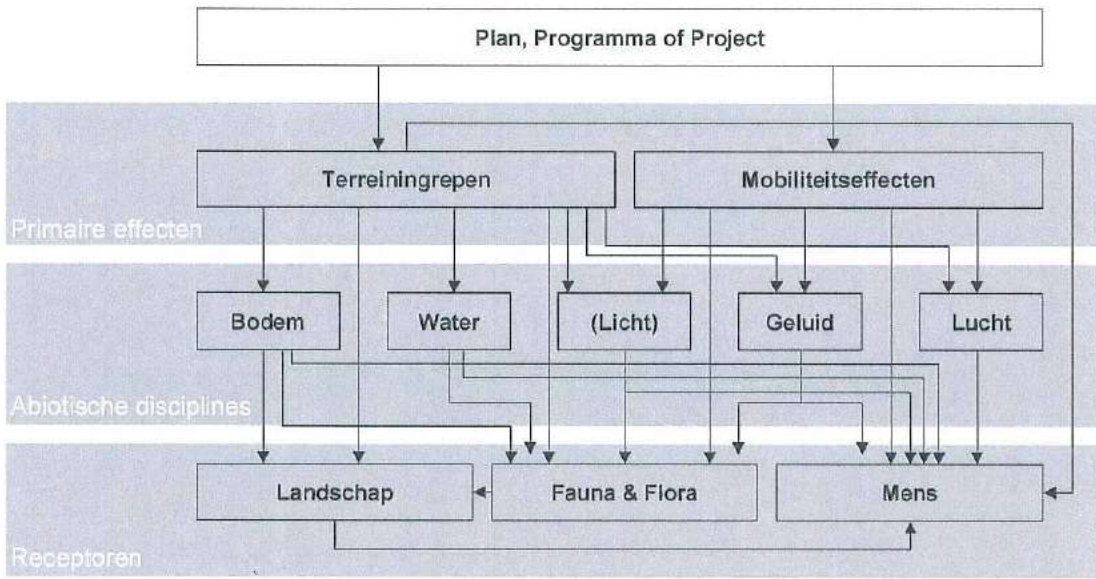 Plan, Programma of Project
Terreiningrepen
Mobiliteitseffecten
Primaire effecten
Bodem
Water
(Licht)
Geluid
Lucht
Abiotische disciplines
Landschap
Fauna & Flora
Mens
Receptoren